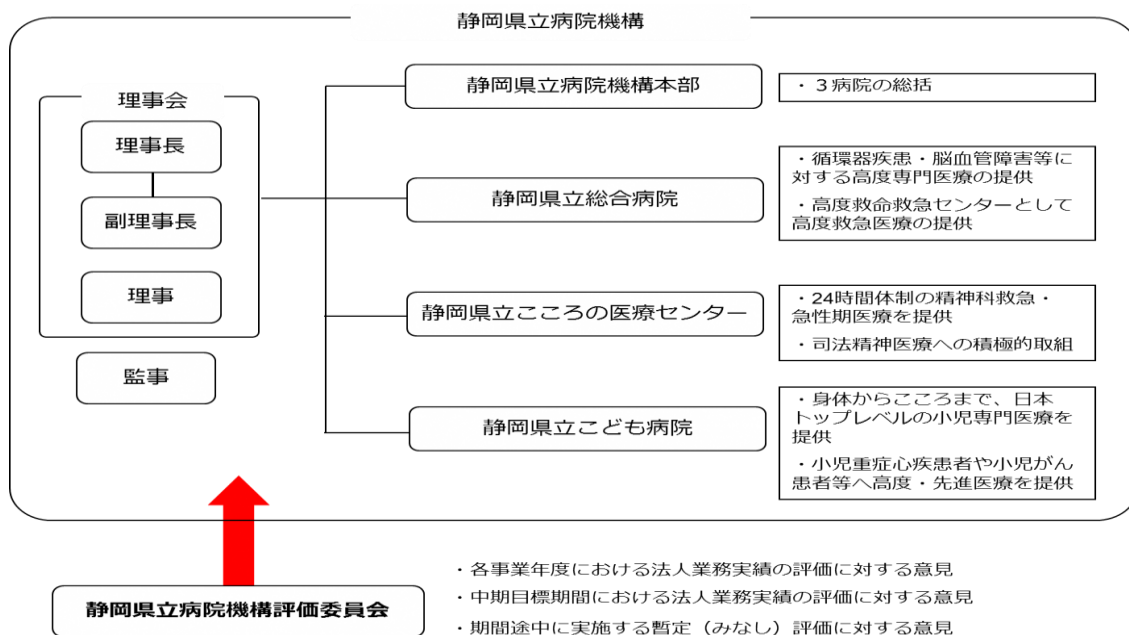 静岡県立病院機構
理事会
理事長
副理事長
理事
監事
静岡県立病院機構本部
・３病院の総括
静岡県立総合病院
・循環器疾患・脳血管障害等に
対する高度専門医療の提供
・高度救命救急センターとして
高度救急医療の提供
静岡県立こころの医療センター
・24時間体制の精神科救急・
急性期医療を提供
・司法精神医療への積極的取組
静岡県立こども病院
・身体からこころまで、日本
トップレベルの小児専門医療を
提供
・小児重症心疾患者や小児がん
患者等へ高度・先進医療を提供
静岡県立病院機構評価委員会
・各事業年度における法人業務実績の評価に対する意見
・中期目標期間における法人業務実績の評価に対する意見
・期間途中に実施する暫定（みなし）評価に対する意見